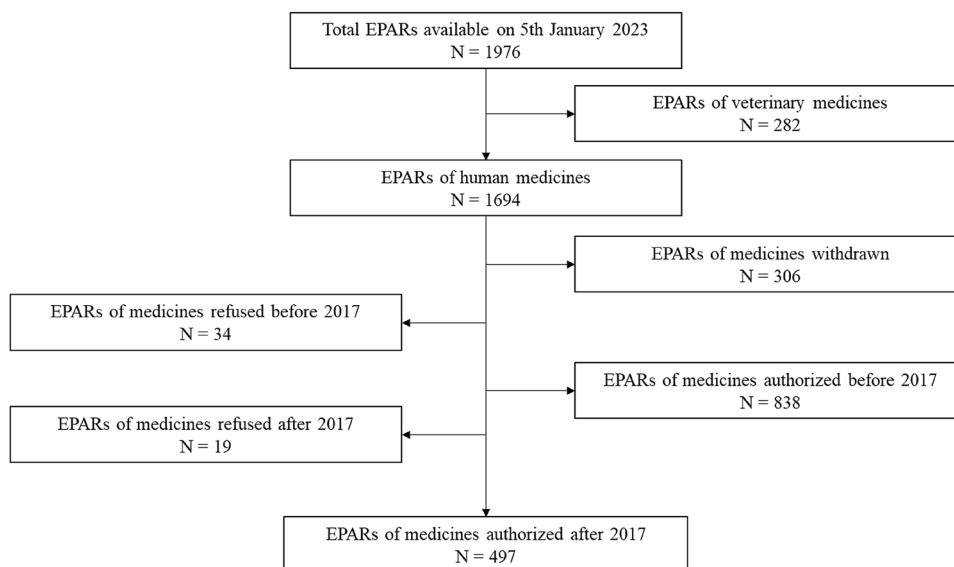 Total EPARs available on 5th January 2023
N = 1976
EPARs of veterinary medicines
N = 282
EPARs of human medicines
N = 1694
EPARs of medicines withdrawn
N = 306
EPARs of medicines refused before 2017
N = 34
EPARs of medicines authorized before 2017
N = 838
EPARs of medicines refused after 2017
N = 19
EPARs of medicines authorized after 2017
N = 497